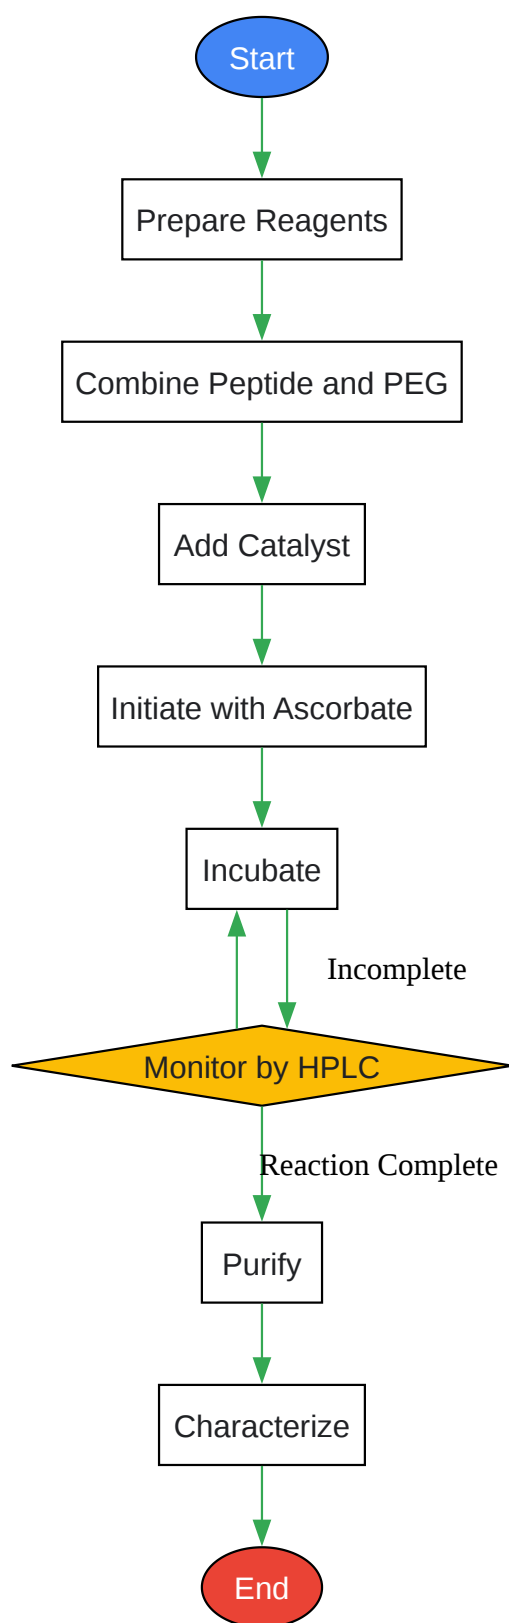 Start
Prepare Reagents
Combine Peptide and PEG
Add Catalyst
Initiate with Ascorbate
Incubate
Incomplete
Monitor by HPLC
Reaction Complete
Purify
Characterize
End